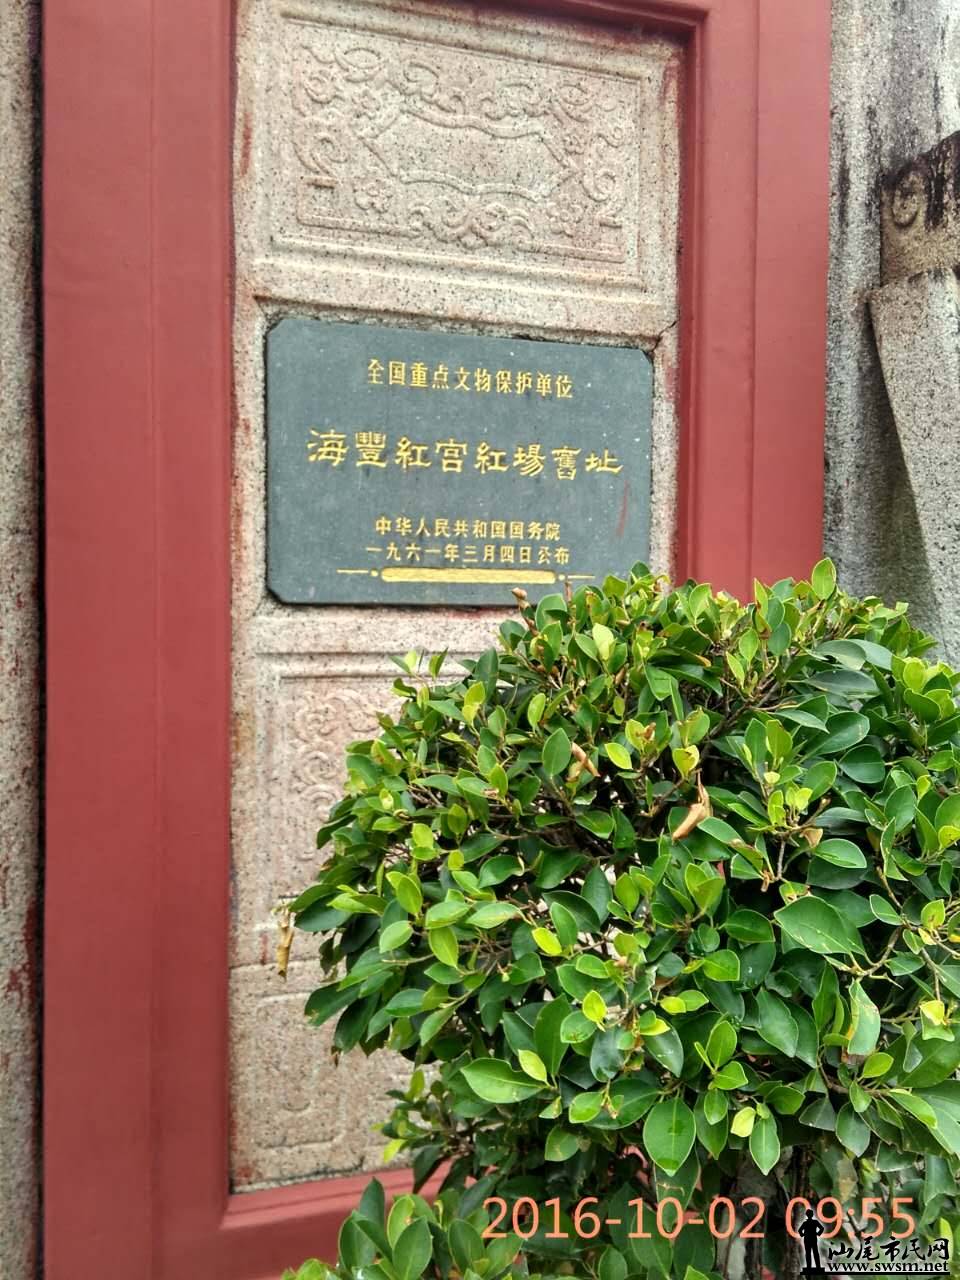 全国重点文物保护单位
海豐紅宫紅場舊址
中华人民共和国国务院
一九六一年三月四日公布
2016-10-02 09:55
汕尾市民网
www.swsm.net